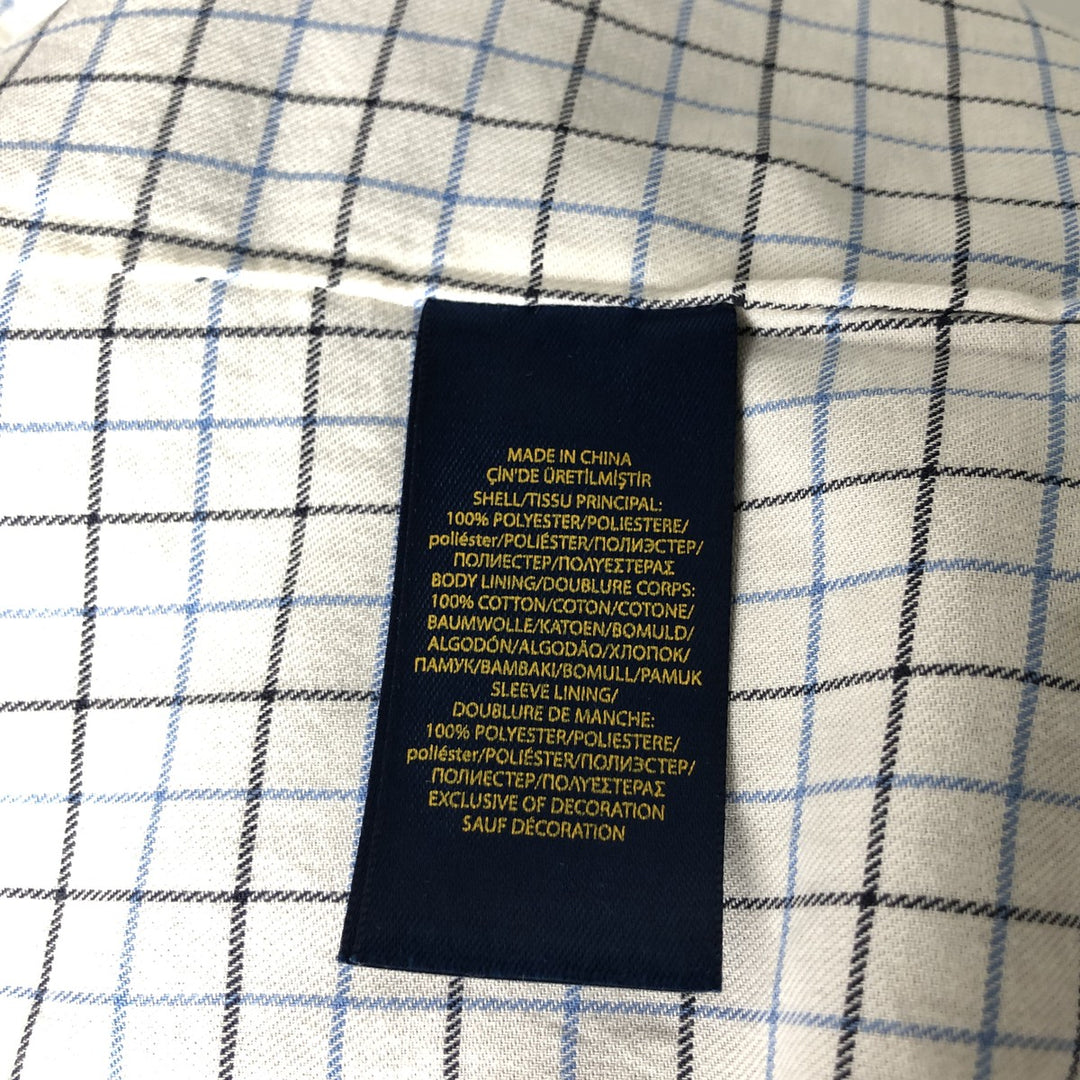 MADE IN CHINA
ÇİN'DE ÜRETİLMİŞTİR
SHELL/TISSU PRINCIPAL:
100% POLYESTER/POLIESTERE/
poliéster/POLIÉSTER/ПОЛИЭСТЕР/
ПОЛИЕСТЕР/ΠΟΛΥΕΣΤΕΡΑΣ
BODY LINING/DOUBLURE CORPS:
100% COTTON/COTON/COTONE/
BAUMWOLLE/KATOEN/BOMULD/
ALGODÓN/ALGODÃO/ХЛОПОК/
ПАМУК/BAMBAKI/BOMULL/PAMUK
SLEEVE LINING/
DOUBLURE DE MANCHE:
100% POLYESTER/POLIESTERE/
poliéster/POLIÉSTER/ПОЛИЭСТЕР/
ПОЛИЕСТЕР/ΠΟΛΥΕΣΤΕΡΑΣ
EXCLUSIVE OF DECORATION
SAUF DÉCORATION